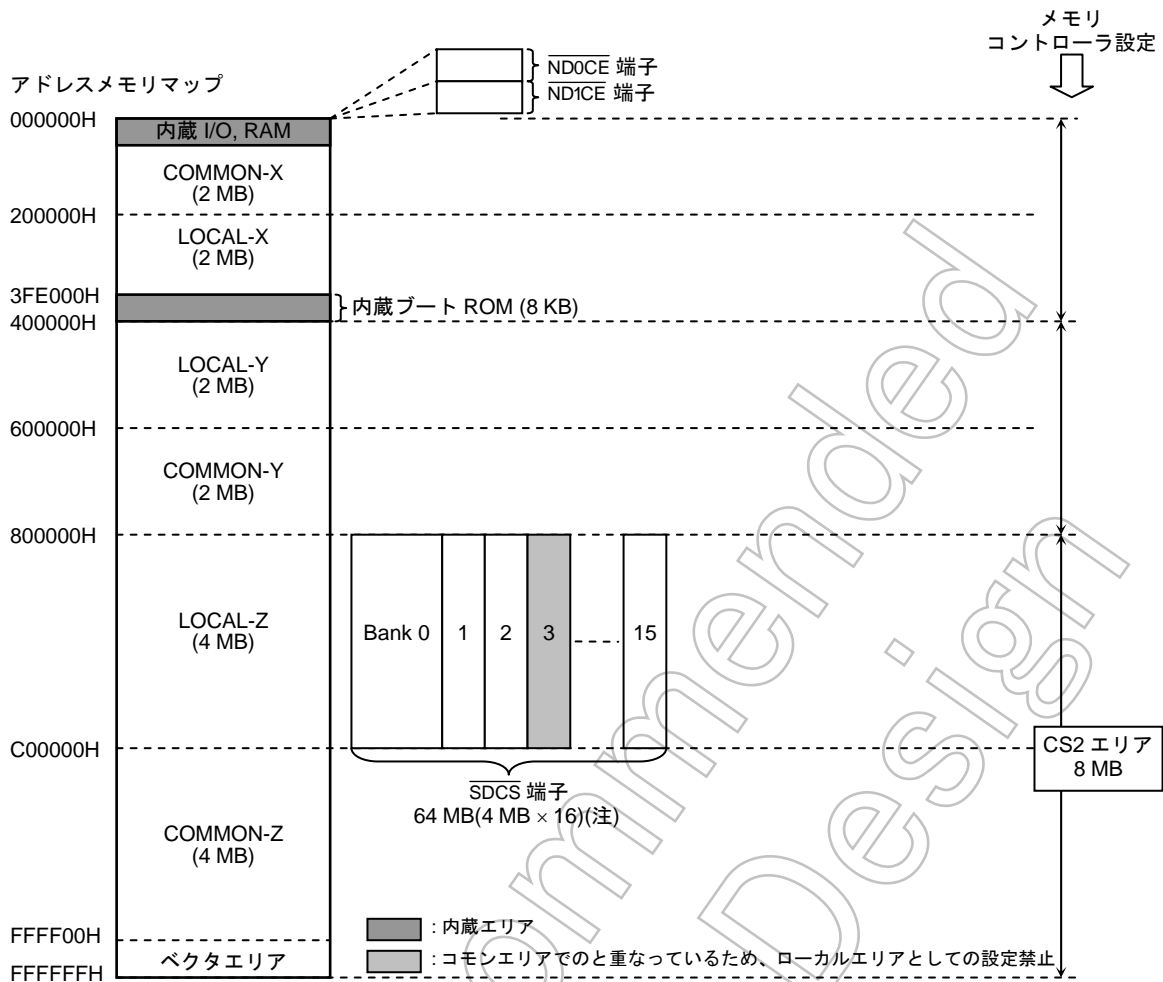 メモリ
コントローラ設定
ND0CE 端子
ND1CE 端子
アドレスメモリマップ
000000H
内蔵 I/O, RAM
COMMON-X
(2 MB)
200000H
LOCAL-X
(2 MB)
3FE000H
内蔵ブート ROM (8 KB)
400000H
LOCAL-Y
(2 MB)
600000H
COMMON-Y
(2 MB)
800000H
LOCAL-Z
(4 MB)
Bank 0 1 2 3 15
C00000H
CS2 エリア
8 MB
SDCS 端子
64 MB(4 MB × 16)(注)
COMMON-Z
(4 MB)
FFFF00H
: 内蔵エリア
ベクタエリア
: コモンエリアでのと重なっているため、ローカルエリアとしての設定禁止
FFFFFFH
ommended
Design